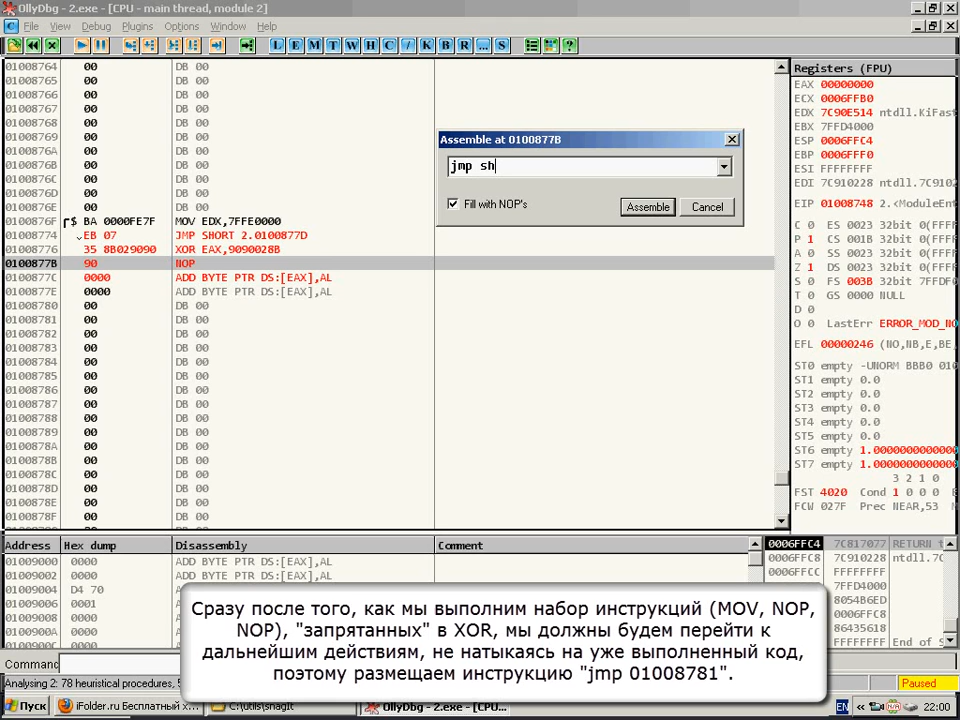 OllyDbg - 2.exe - [CPU - main thread, module 2]
File View Debug Plugins Options Window Help
L E M T W H C / K B R ... S
01008764 00 DB 00
01008765 00 DB 00
01008766 00 DB 00
01008767 00 DB 00
01008768 00 DB 00
01008769 00 DB 00
0100876A 00 DB 00
0100876B 00 DB 00
0100876C 00 DB 00
0100876D 00 DB 00
0100876E 00 DB 00
0100876F $ BA 0000FE7F MOV EDX,7FFE0000
01008774 EB 07 JMP SHORT 2.0100877D
01008776 35 8B029090 XOR EAX,9090028B
0100877B 90 NOP
0100877C 0000 ADD BYTE PTR DS:[EAX],AL
0100877E 0000 ADD BYTE PTR DS:[EAX],AL
01008780 00 DB 00
01008781 00 DB 00
01008782 00 DB 00
01008783 00 DB 00
01008784 00 DB 00
01008785 00 DB 00
01008786 00 DB 00
01008787 00 DB 00
01008788 00 DB 00
01008789 00 DB 00
0100878A 00 DB 00
0100878B 00 DB 00
0100878C 00 DB 00
0100878D 00 DB 00
0100878E 00 DB 00
0100878F 00 DB 00
Assemble at 0100877B
jmp sh
Fill with NOP's Assemble Cancel
Registers (FPU)
EAX 00000000
ECX 0006FFB0
EDX 7C90E514 ntdll.KiFast
EBX 7FFD4000
ESP 0006FFC4
EBP 0006FFF0
ESI FFFFFFFF
EDI 7C910228 ntdll.7C910228
EIP 01008748 2.<ModuleEnt
C 0 ES 0023 32bit 0(FFFF
P 1 CS 001B 32bit 0(FFFF
A 0 SS 0023 32bit 0(FFFF
Z 1 DS 0023 32bit 0(FFFF
S 0 FS 003B 32bit 7FFDF0
T 0 GS 0000 NULL
D 0
O 0 LastErr ERROR_MOD_NO
EFL 00000246 (NO,NB,E,BE,
ST0 empty -UNORM BBB0 010
ST1 empty 0.0
ST2 empty 0.0
ST3 empty 0.0
ST4 empty 0.0
ST5 empty 0.0
ST6 empty 1.0000000000000
ST7 empty 1.0000000000000
3 2 1 0
FST 4020 Cond 1 0 0 0
FCW 027F Prec NEAR,53
Address Hex dump Disassembly Comment
01009000 0000 ADD BYTE PTR DS:[EAX],AL
01009002 0000 ADD BYTE PTR DS:[EAX],AL
01009004 D4 70
01009006 0001
01009008
0006FFC4 7C817077 RETURN t
0006FFC8 7C910228 ntdll.7C
0006FFCC FFFFFFFF
7FFD4000
8054B6ED
0006FFC8
86435618
FFFFFFFF End of S
Сразу после того, как мы выполним набор инструкций (MOV, NOP,
NOP), "запрятанных" в XOR, мы должны будем перейти к
дальнейшим действиям, не натыкаясь на уже выполненный код,
поэтому размещаем инструкцию "jmp 01008781".
Command
Analysing 2: 78 heuristical procedures, 5 Paused
Пуск iFolder.ru Бесплатный х... C:\utils\snagIt OllyDbg - 2.exe - [CPU... EN 22:00